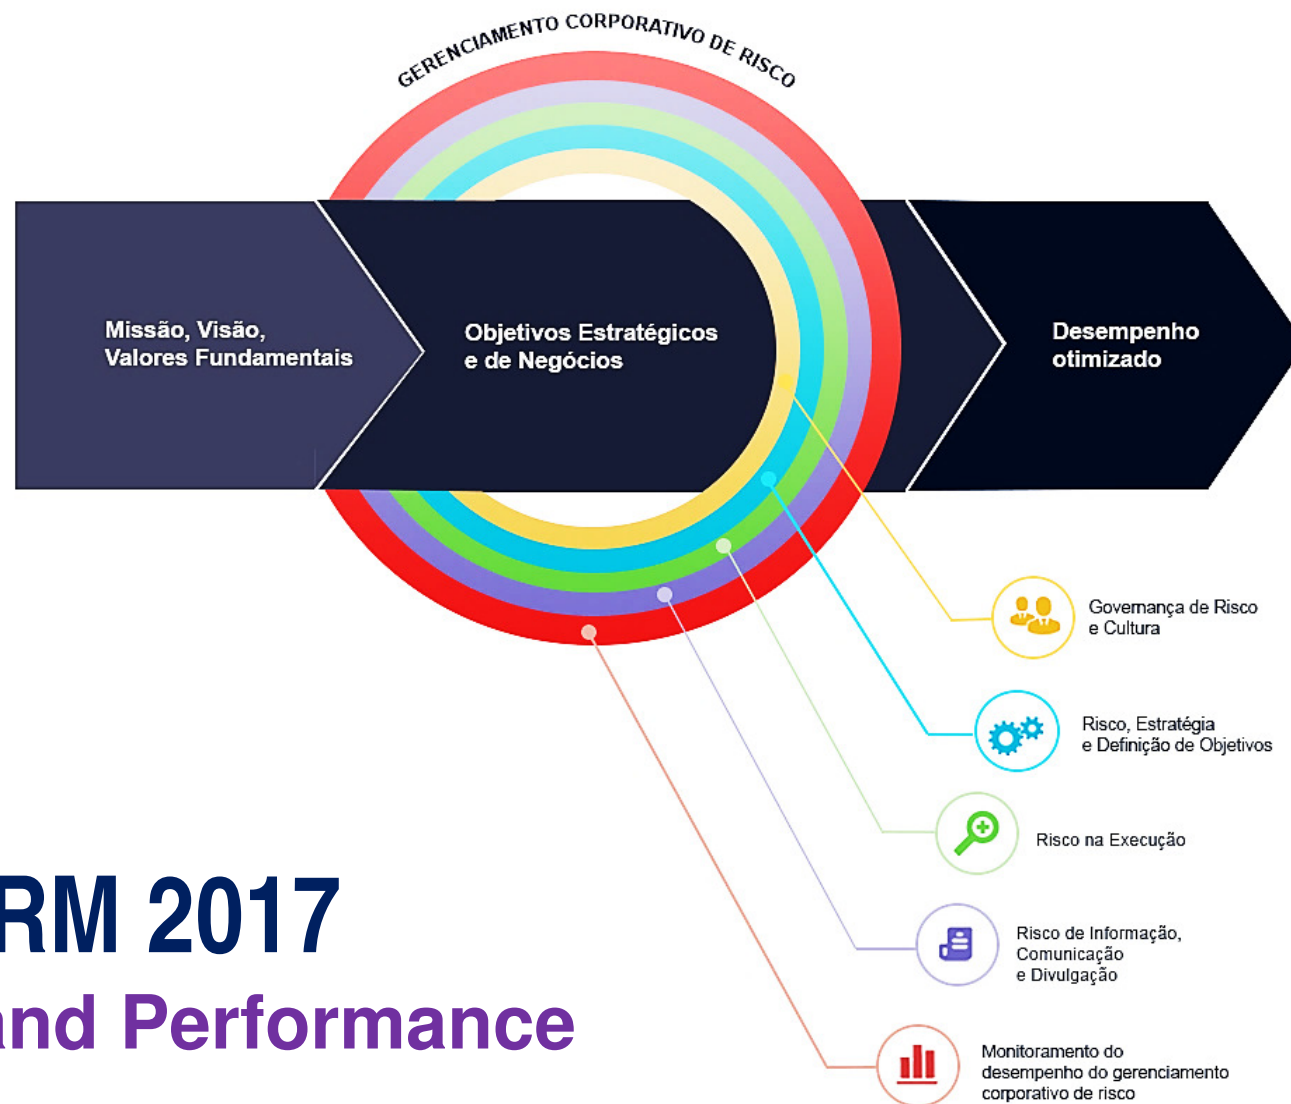 GERENCIAMENTO CORPORATIVO DE RISCO
Missão, Visão,
Valores Fundamentais
Objetivos Estratégicos
e de Negócios
Desempenho
otimizado
Governança de Risco
e Cultura
Risco, Estratégia
e Definição de Objetivos
Risco na Execução
Risco de Informação,
Comunicação
e Divulgação
Monitoramento do
desempenho do gerenciamento
corporativo de risco
RM 2017
and Performance